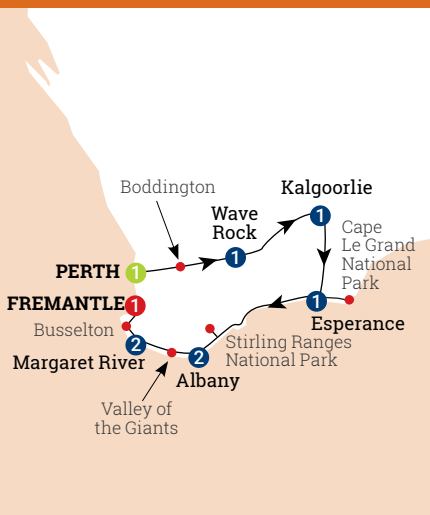 Boddington
Kalgoorlie
Wave
Rock
1
1
Cape
Le Grand
National
Park
PERTH 1
FREMANTLE 1
1
Esperance
Busselton
Stirling Ranges
National Park
2
Margaret River
2
Albany
Valley of
the Giants